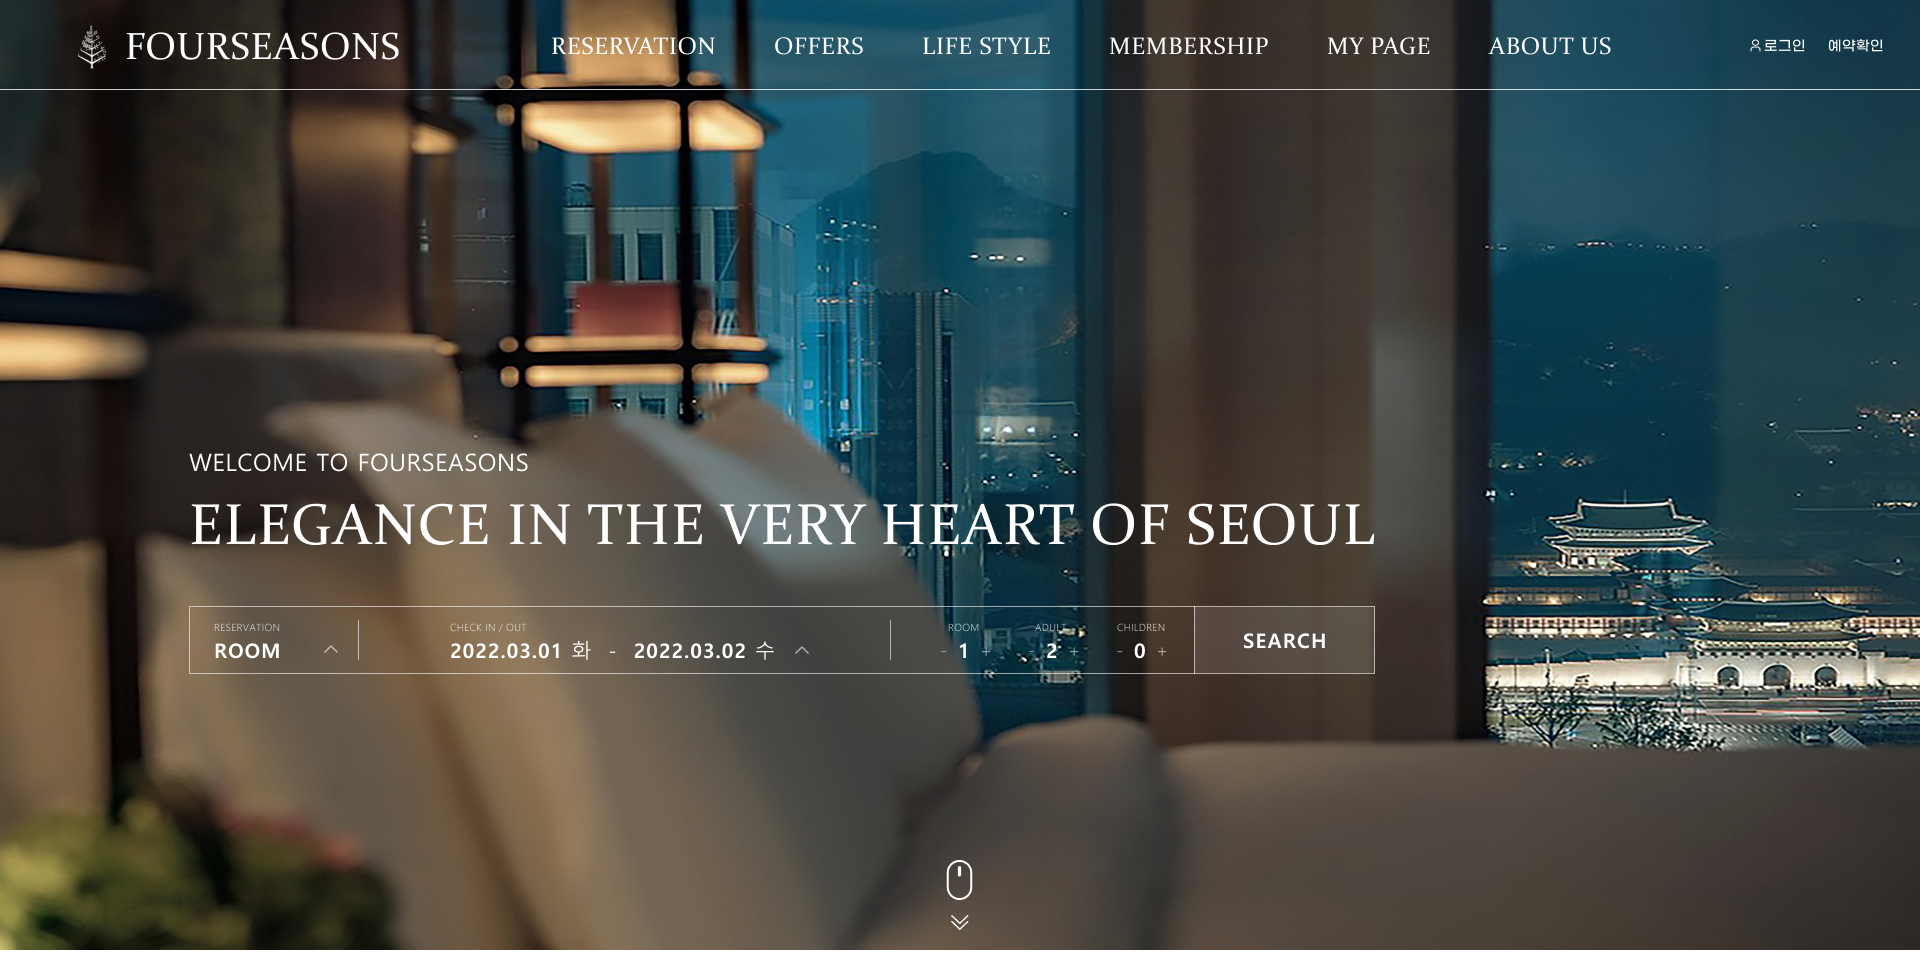 FOURSEASONS
RESERVATION OFFERS LIFE STYLE MEMBERSHIP MY PAGE ABOUT US
로그인 예약확인
WELCOME TO FOURSEASONS
ELEGANCE IN THE VERY HEART OF SEOUL
RESERVATION
ROOM
CHECK IN / OUT
2022.03.01 화 - 2022.03.02 수
ROOM
- 1 +
ADULT
- 2 +
CHILDREN
- 0 +
SEARCH